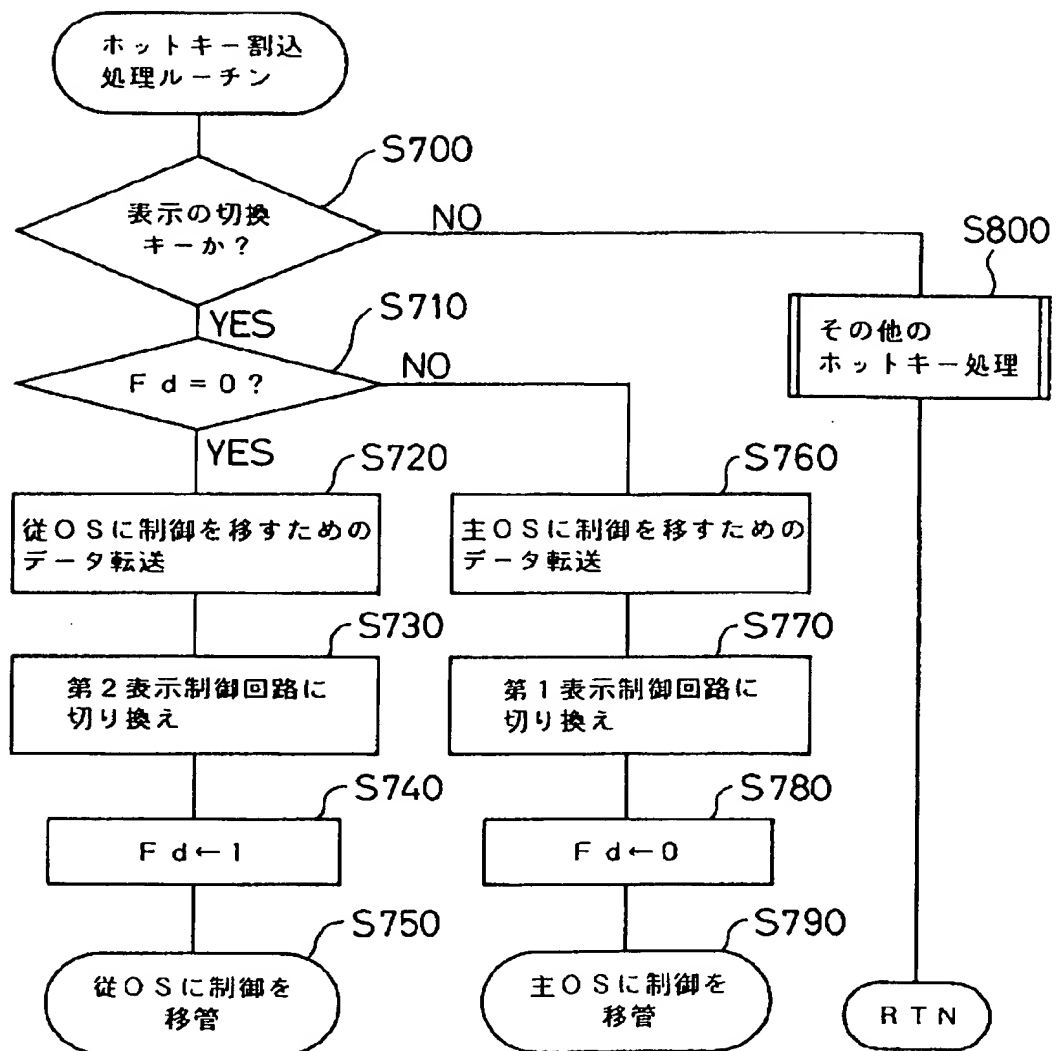 ホットキー割込
処理ルーチン
S700
表示の切換
キーか?
NO
S800
その他の
ホットキー処理
YES
S710
Fd=0?
NO
YES
S720
従OSに制御を移すための
データ転送
S760
主OSに制御を移すための
データ転送
S730
第2表示制御回路に
切り換え
S770
第1表示制御回路に
切り換え
S740
Fd←1
S780
Fd←0
S750
従OSに制御を
移管
S790
主OSに制御を
移管
RTN